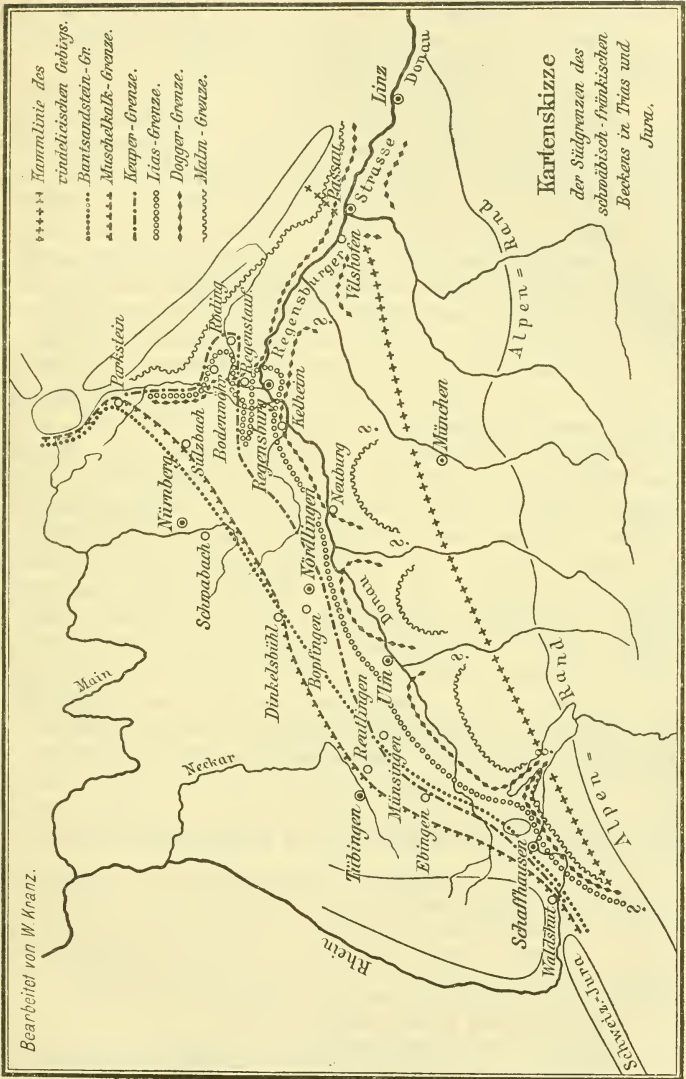 Bearbeitet von W. Kranz.
Kammlinie des
vindelicischen Gebirgs.
Buntsandstein-Gr.
Muschelkalk-Grenze.
Keuper-Grenze.
Lias-Grenze.
Dogger-Grenze.
Malm-Grenze.
Kartenskizze
der Südgrenzen des
schwäbisch-fränkischen
Beckens in Trias und
Jura.
Main
Neckar
Rhein
Schweiz-Jura
Alpen = Rand
Alpen = Rand
Donau
Donau
Parkstein
Nürnberg
Sulzbach
Schwabach
Bodenmöhr
Roding
Regenstauf
Regensburg
Kelheim
Regensburger Strasse
Passau
Vilshofen
Linz
Dinkelsbühl
Nördlingen
Bopfingen
Neuburg
München
Reutlingen
Tübingen
Ulm
Münsingen
Ebingen
Schaffhausen
Waldshut
?
?
?
?
?